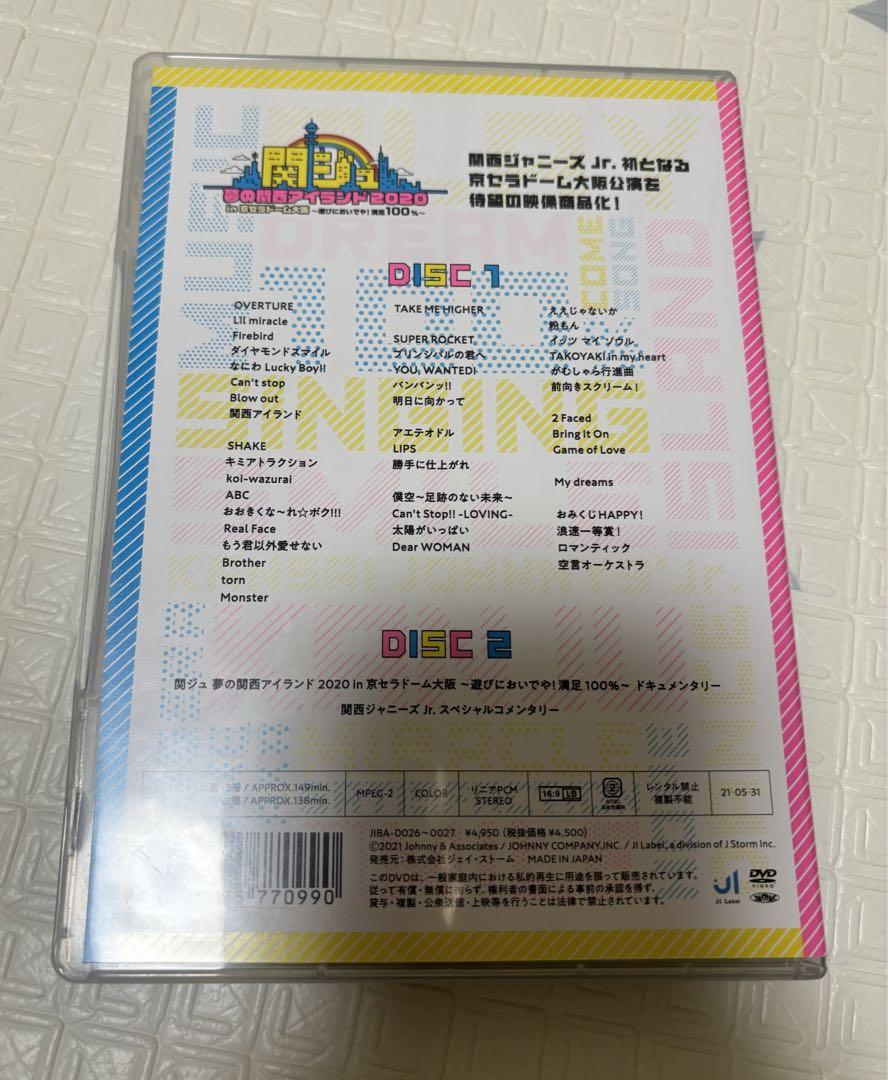 関ジュ
夢の関西アイランド2020
in 京セラドーム大阪 ～遊びにおいでや！満足100％～
関西ジャニーズ Jr. 初となる
京セラドーム大阪公演を
待望の映像商品化！
DISC 1
OVERTURE
Lil miracle
Firebird
ダイヤモンドスマイル
なにわ Lucky Boy!!
Can't stop
Blow out
関西アイランド
SHAKE
キミアトラクション
koi-wazurai
ABC
おおきくな〜れ☆ボク!!!
Real Face
もう君以外愛せない
Brother
torn
Monster
TAKE ME HIGHER
SUPER ROCKET
プリンシパルの君へ
YOU, WANTED!
バンバンッ!!
明日に向かって
アエテオドル
LIPS
勝手に仕上がれ
僕空〜足跡のない未来〜
Can't Stop!! -LOVING-
太陽がいっぱい
Dear WOMAN
ええじゃないか
粉もん
イッツ マイ ソウル
TAKOYAKI in my heart
がむしゃら行進曲
前向きスクリーム！
2 Faced
Bring It On
Game of Love
My dreams
おみくじHAPPY！
浪速一等賞！
ロマンティック
空言オーケストラ
DISC 2
関ジュ 夢の関西アイランド 2020 in 京セラドーム大阪 〜遊びにおいでや！満足 100％〜 ドキュメンタリー
関西ジャニーズ Jr. スペシャルコメンタリー
2層 / APPROX.149min.
2層 / APPROX.138min.
MPEG-2
COLOR
リニアPCM
STEREO
16:9 LB
2
NTSC
日本市場向
レンタル禁止
複製不能
21･05･31
JIBA-0026〜0027 ¥4,950 (税抜価格 ¥4,500)
Ⓒ2021 Johnny & Associates / JOHNNY COMPANY,INC. / JI Label, a division of J Storm Inc.
発売元：株式会社ジェイ・ストーム MADE IN JAPAN
このDVDは、一般家庭内における私的再生に用途を限って販売されています。
従って有償・無償に拘らず、権利者の書面による事前の承認を得ず、
貸与・複製・公衆送信・上映等を行うことは法律で禁止されています。
770990
JI Label
DVD
VIDEO